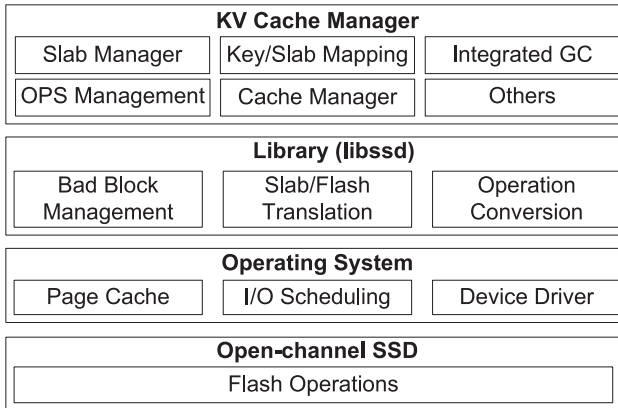 KV Cache Manager
Slab Manager
Key/Slab Mapping
Integrated GC
OPS Management
Cache Manager
Others
Library (libssd)
Bad Block
Management
Slab/Flash
Translation
Operation
Conversion
Operating System
Page Cache
I/O Scheduling
Device Driver
Open-channel SSD
Flash Operations